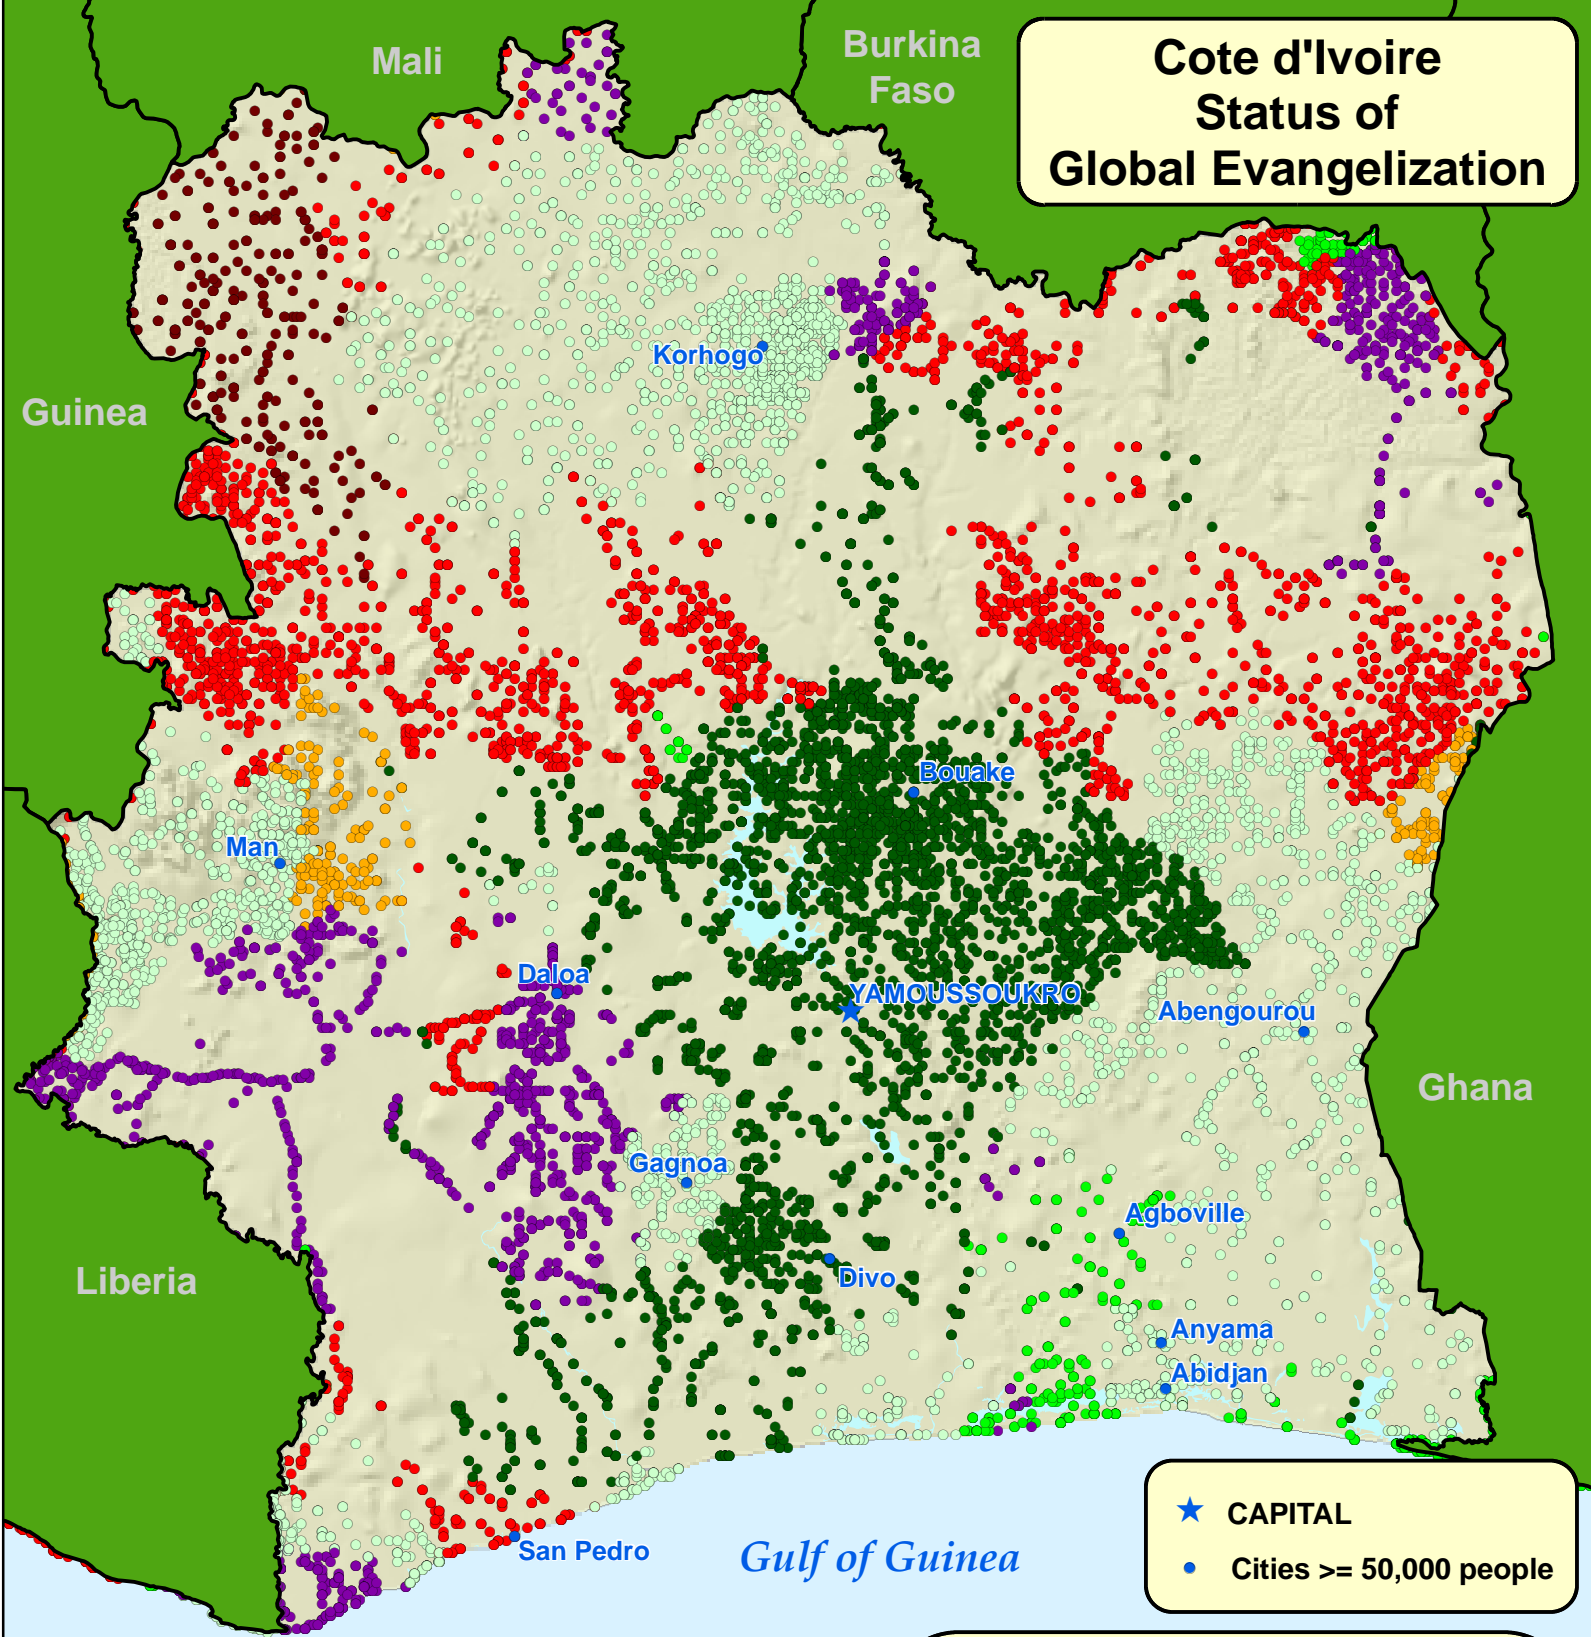 Cote d'Ivoire
Status of
Global Evangelization
Mali
Burkina
Faso
Korhogo
Guinea
Bouake
Man
Daloa
YAMOUSSOUKRO
Abengourou
Ghana
Gagnoa
Agboville
Liberia
Divo
Anyama
Abidjan
San Pedro
Gulf of Guinea
CAPITAL
Cities >= 50,000 people